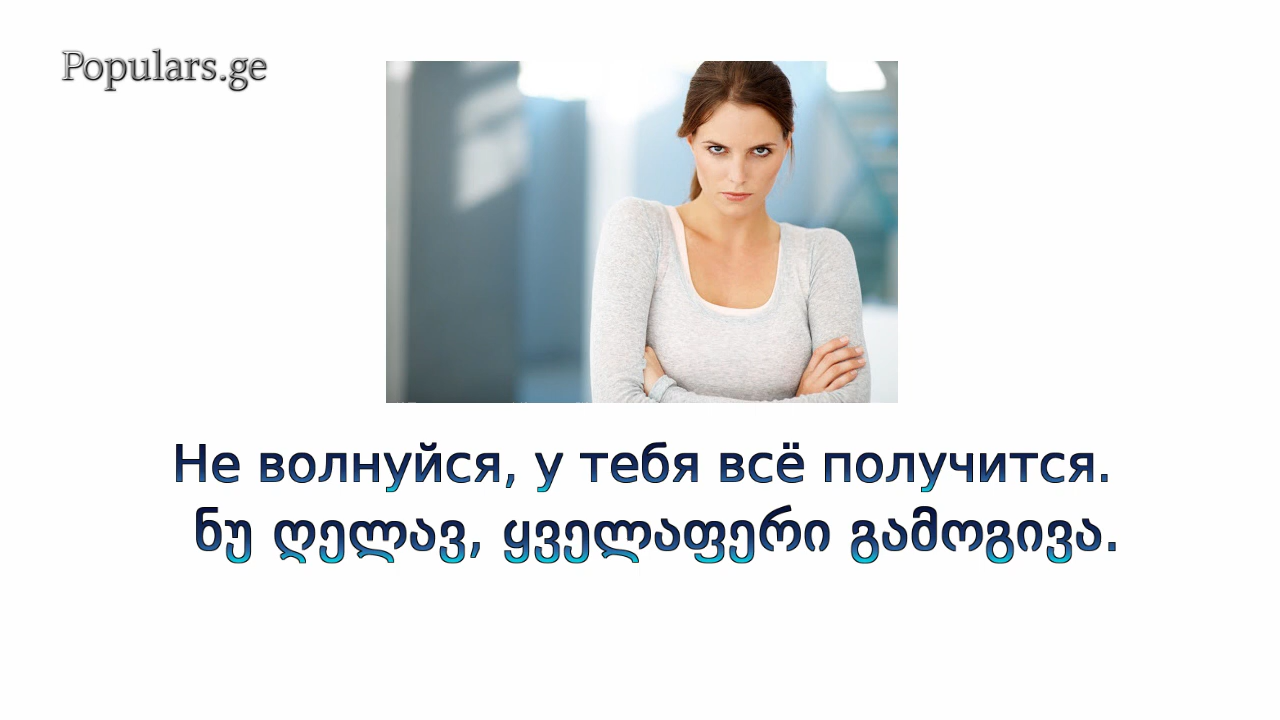 Populars.ge
Не волнуйся, у тебя всё получится.
ნუ ღელავ, ყველაფერი გამოგივა.